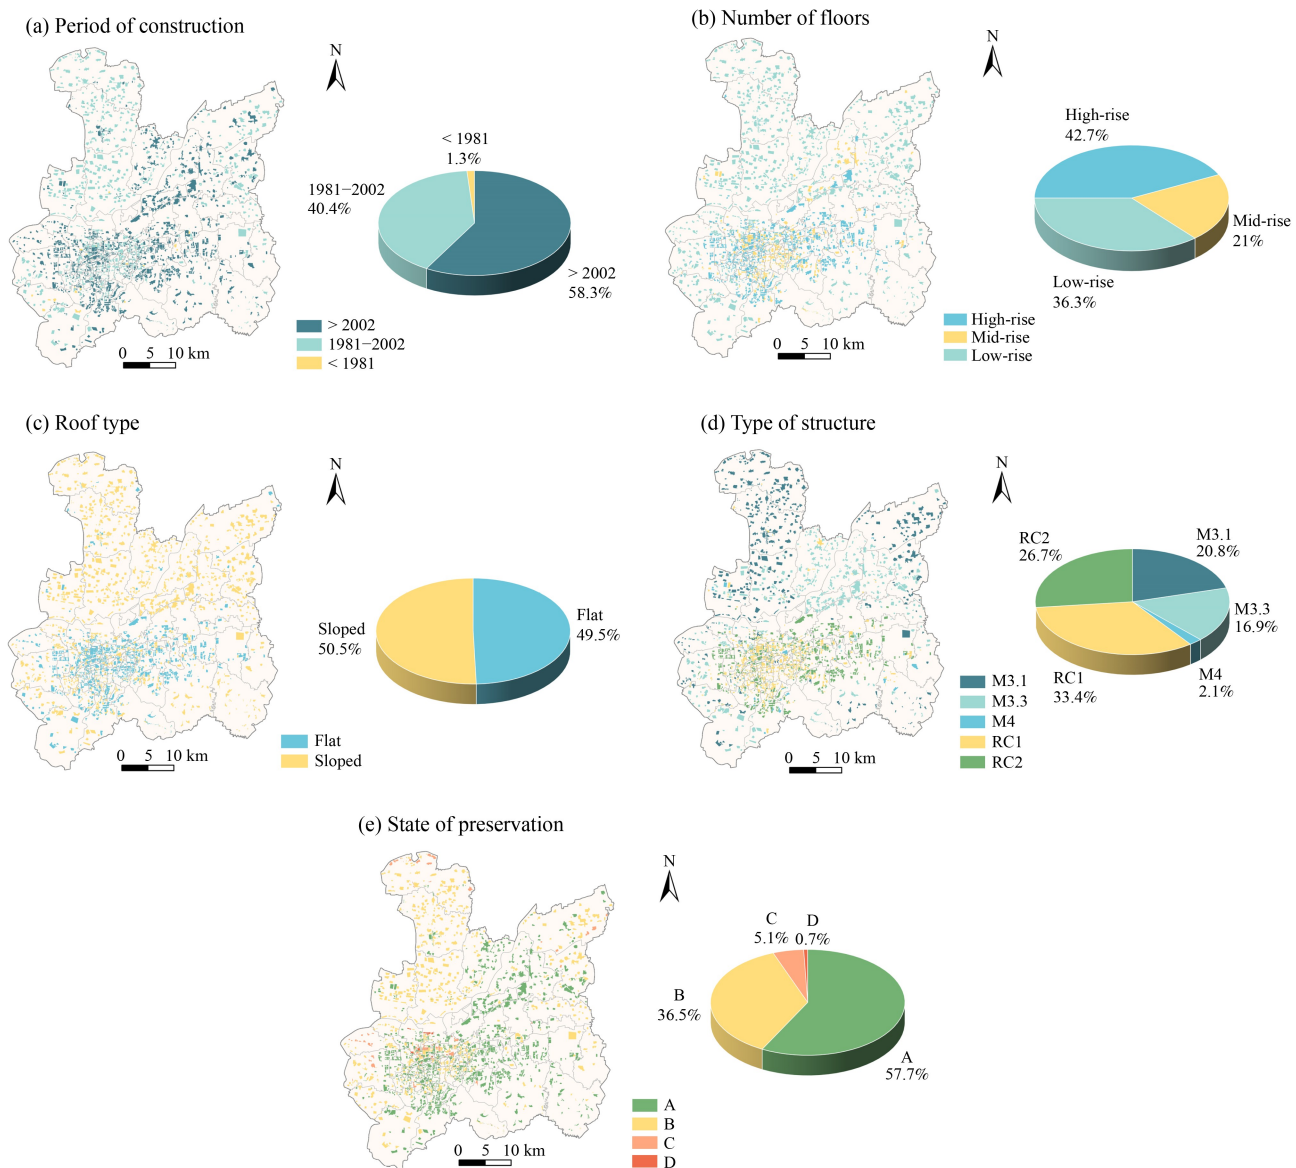 (a) Period of construction
N
< 1981
1.3%
1981−2002
40.4%
> 2002
58.3%
> 2002
1981−2002
< 1981
0 5 10 km
(b) Number of floors
N
High-rise
42.7%
Mid-rise
21%
Low-rise
36.3%
High-rise
Mid-rise
Low-rise
0 5 10 km
(c) Roof type
N
Sloped
50.5%
Flat
49.5%
Flat
Sloped
0 5 10 km
(d) Type of structure
N
RC2
26.7%
M3.1
20.8%
M3.3
16.9%
M4
2.1%
RC1
33.4%
M3.1
M3.3
M4
RC1
RC2
0 5 10 km
(e) State of preservation
N
C
5.1%
D
0.7%
B
36.5%
A
57.7%
A
B
C
D
0 5 10 km